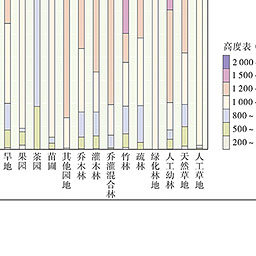 高度表
2 000
1 500
1 200
1 000
800~
500~
200~
旱地
果园
茶园
苗圃
其他园地
乔木林
灌木林
乔灌混合林
竹林
疏林
绿化林地
人工幼林
天然草地
人工草地